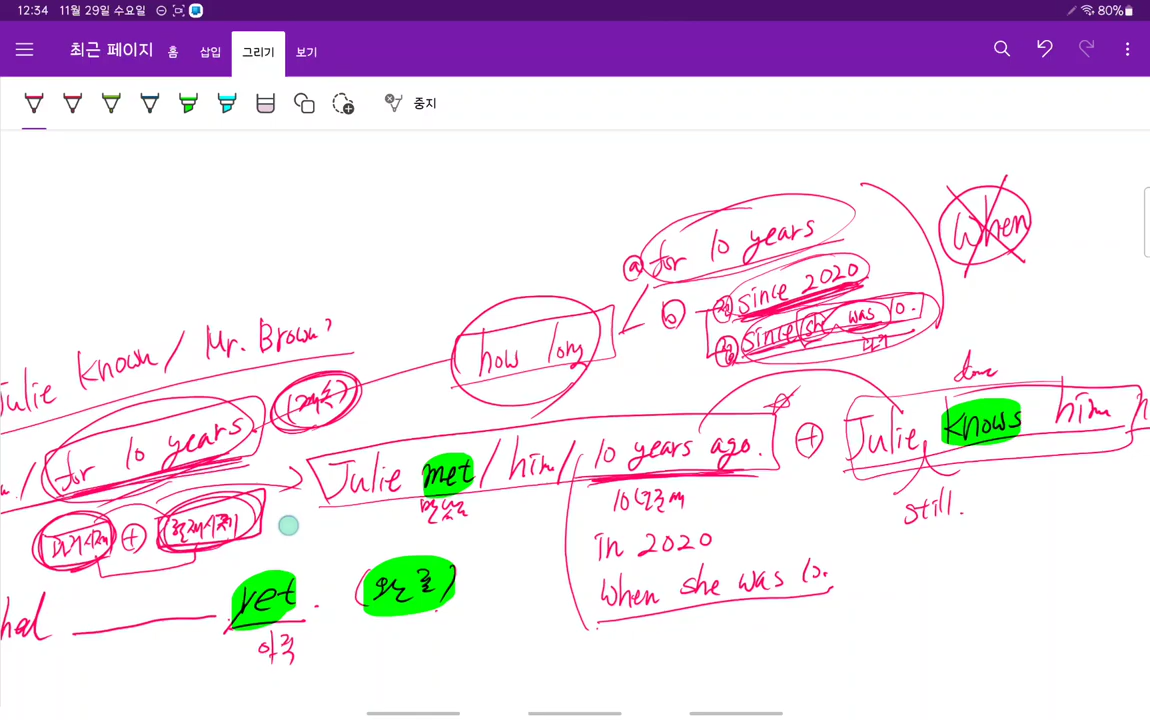 12:34 11월 29일 수요일 80%
최근 페이지 홈 삽입 그리기 보기
중지
when
ⓐ for 10 years
ⓑ
since 2020
since she was 10.
과거
how long
Julie known / Mr. Brown?
(계속)
for 10 years
Julie met / him / 10 years ago. ⊕ Julie knows him
만났다
10년 전에
still.
과거시제 ⊕ 현재시제
in 2020
when she was 10.
yet. (완료)
아직